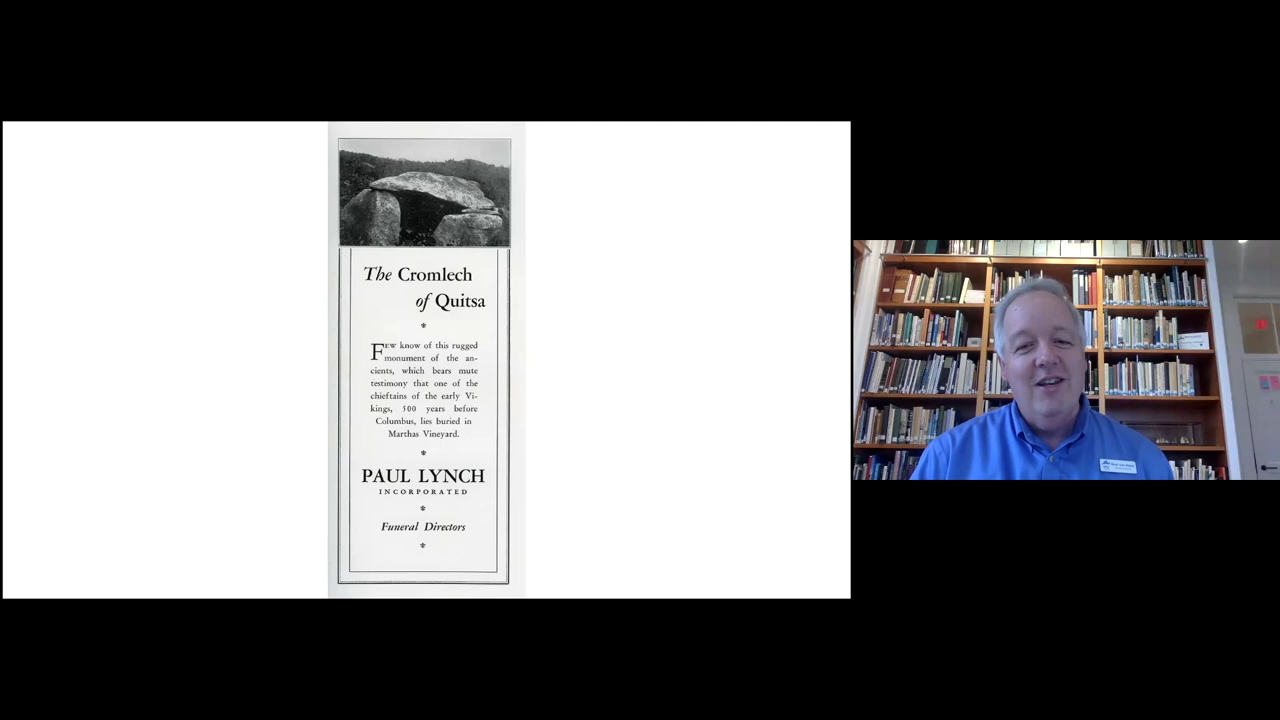 The Cromlech
of Quitsa
Few know of this rugged
monument of the an-
cients, which bears mute
testimony that one of the
chieftains of the early Vi-
kings, 500 years before
Columbus, lies buried in
Marthas Vineyard.
PAUL LYNCH
INCORPORATED
Funeral Directors